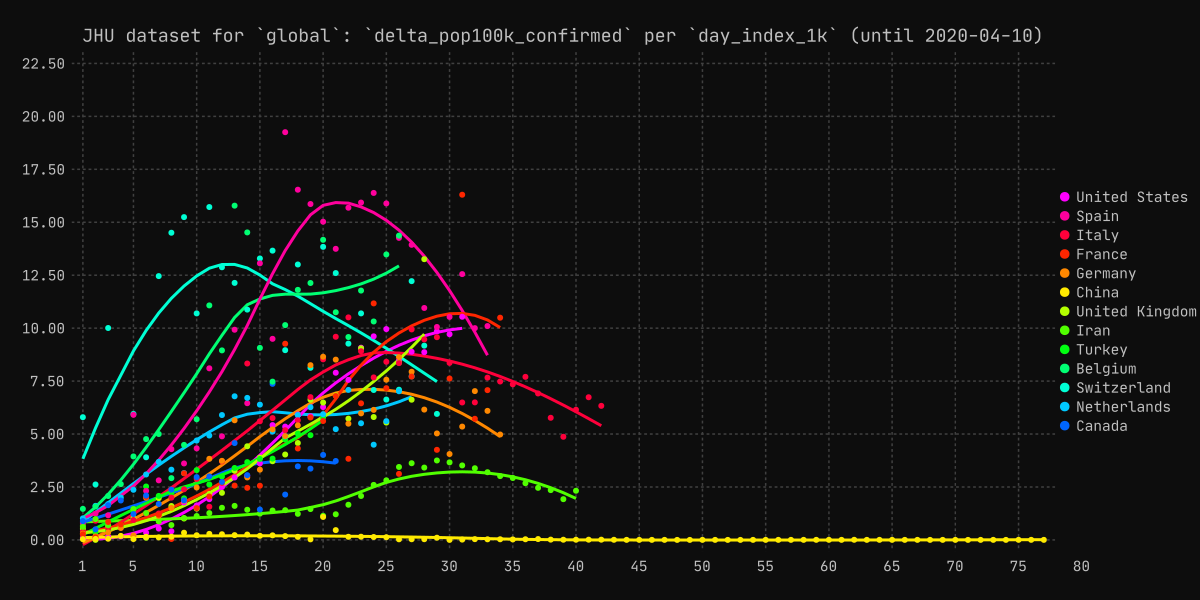 JHU dataset for `global`: `delta_pop100k_confirmed` per `day_index_1k` (until 2020-04-10)
22.50
20.00
17.50
15.00
12.50
10.00
7.50
5.00
2.50
0.00
1 5 10 15 20 25 30 35 40 45 50 55 60 65 70 75 80
United States
Spain
Italy
France
Germany
China
United Kingdom
Iran
Turkey
Belgium
Switzerland
Netherlands
Canada